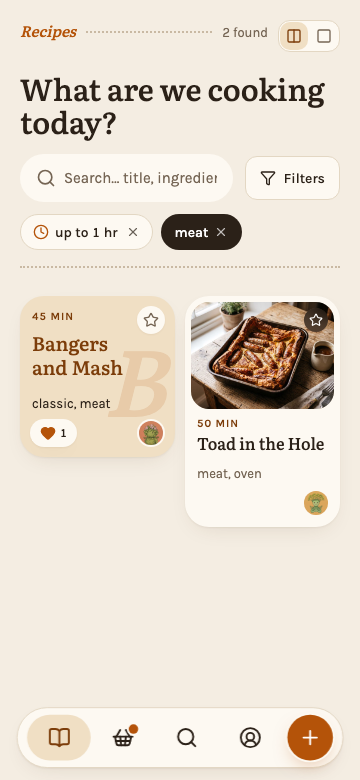 Recipes
2 found
What are we cooking
today?
Search... title, ingredien
Filters
up to 1 hr
meat
45 MIN
Bangers
and Mash
B
classic, meat
1
50 MIN
Toad in the Hole
meat, oven